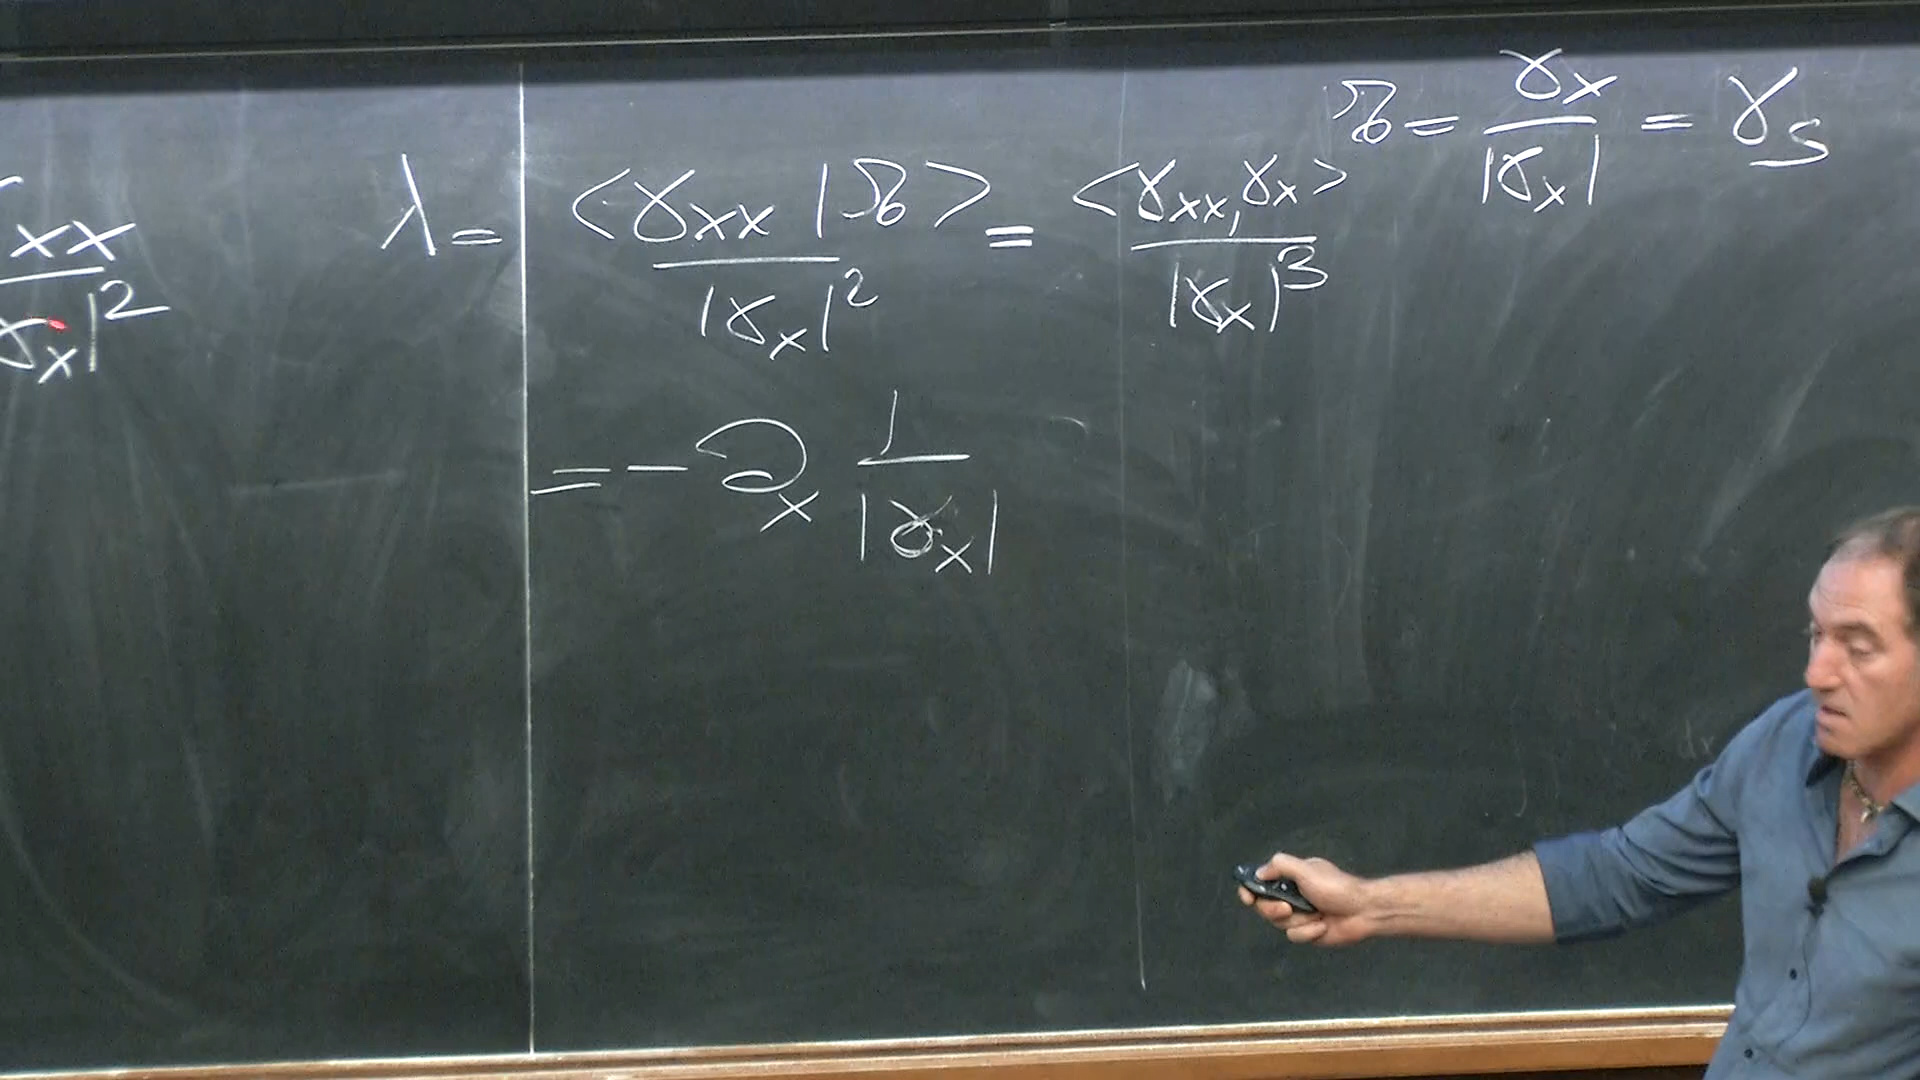 τ = γx / |γx| = γs
xx / γx|² λ = <γxx | τ> / |γx|² = <γxx, γx> / |γx|³
= - ∂x 1 / |γx|